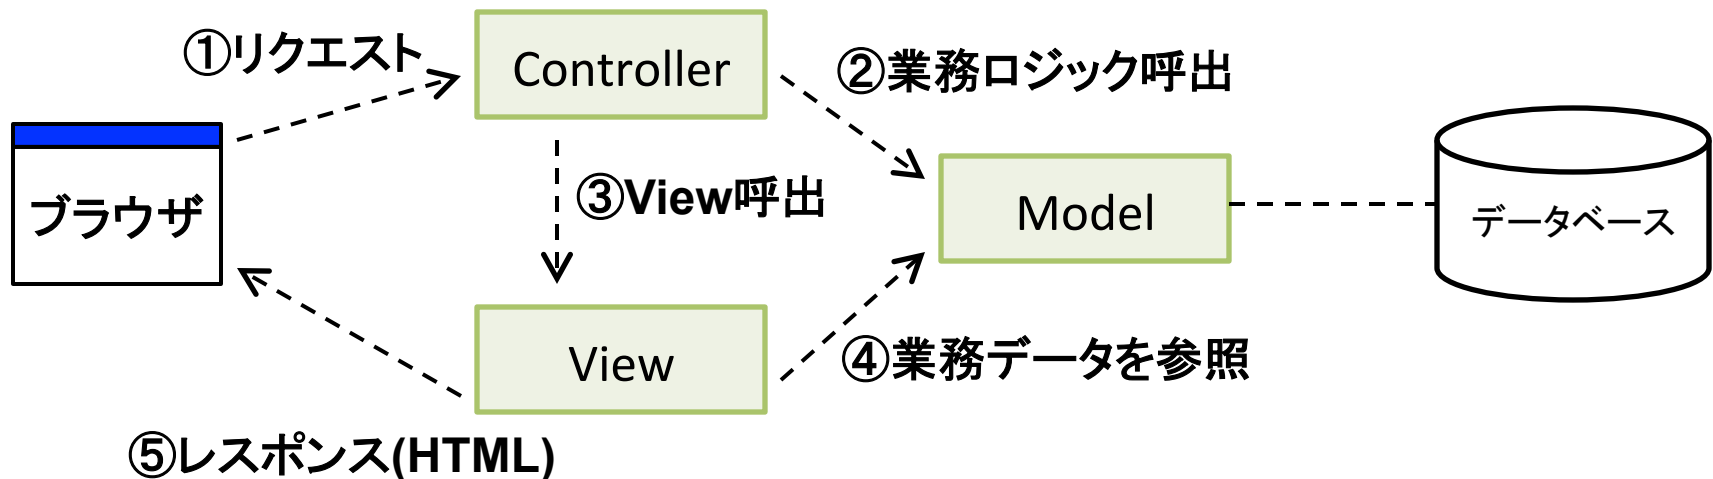 ①リクエスト
Controller
②業務ロジック呼出
ブラウザ
③View呼出
Model
データベース
View
④業務データを参照
⑤レスポンス(HTML)